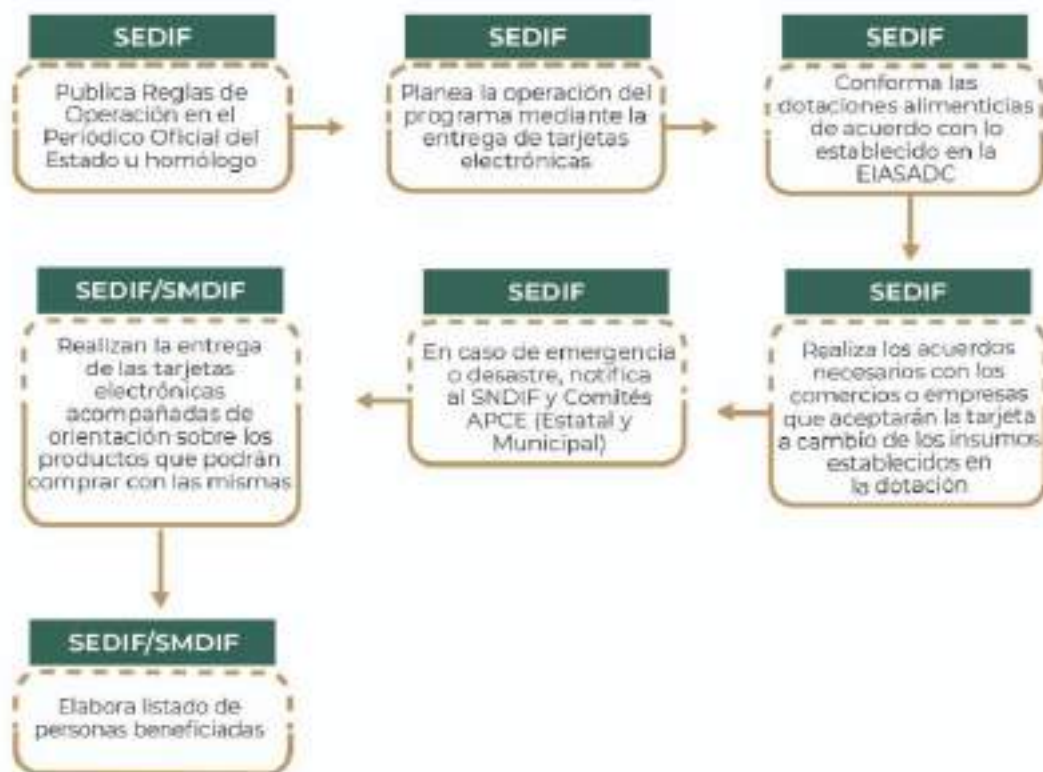 SEDIF
Publica Reglas de
Operación en el
Periódico Oficial del
Estado u homólogo
SEDIF
Planea la operación del
programa mediante la
entrega de tarjetas
electrónicas
SEDIF
Conforma las
dotaciones alimenticias
de acuerdo con lo
establecido en la
EIASADC
SEDIF
Realiza los acuerdos
necesarios con los
comercios o empresas
que aceptarán la tarjeta
a cambio de los insumos
establecidos en
la dotación
SEDIF
En caso de emergencia
o desastre, notifica
al SNDIF y Comités
APCE (Estatal y
Municipal)
SEDIF/SMDIF
Realizan la entrega
de las tarjetas
electrónicas
acompañadas de
orientación sobre los
productos que podrán
comprar con las mismas
SEDIF/SMDIF
Elabora listado de
personas beneficiadas